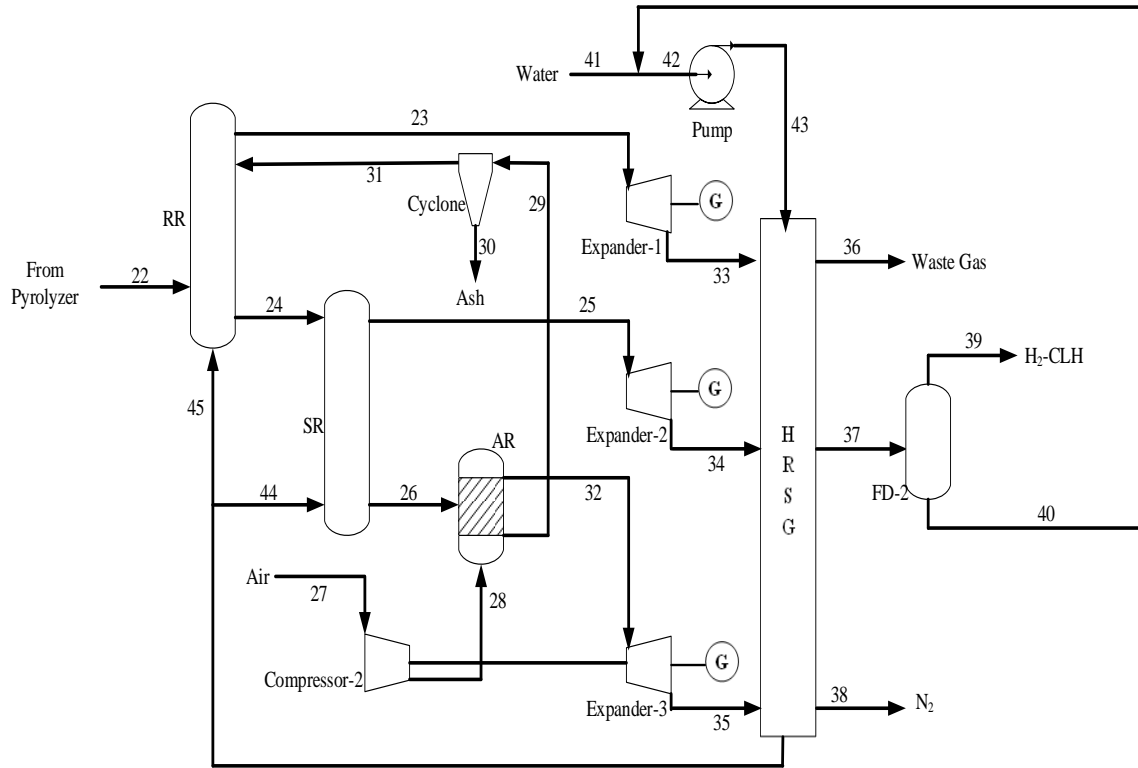 41
42
Water
Pump
43
23
31
29
Cyclone
RR
G
Expander-1
33
36
Waste Gas
From
Pyrolyzer
22
30
Ash
24
25
39
H₂-CLH
G
Expander-2
34
45
SR
AR
H
R
S
G
37
FD-2
44
26
32
40
Air
27
28
Compressor-2
G
Expander-3
35
38
N₂